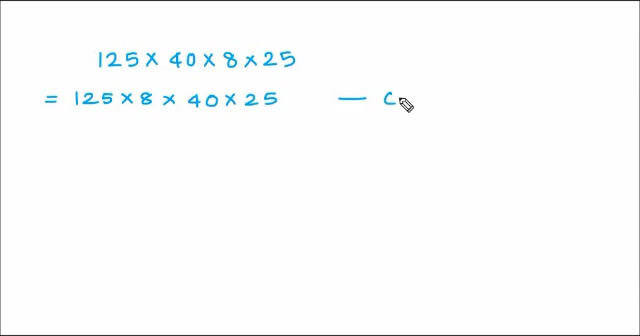 125 × 40 × 8 × 25
= 125 × 8 × 40 × 25 — C